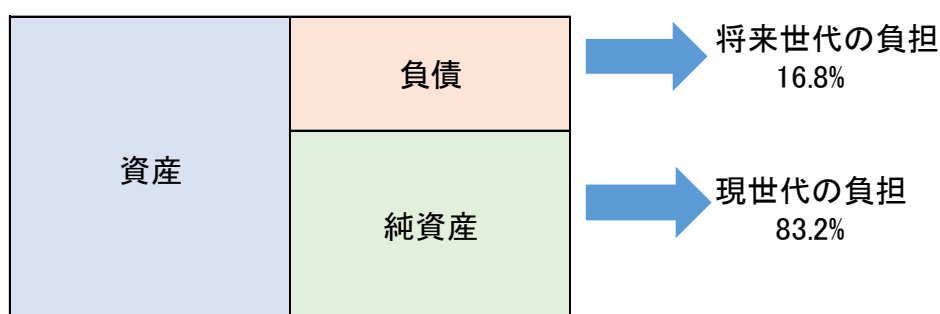 資産
負債
純資産
将来世代の負担
16.8%
現世代の負担
83.2%